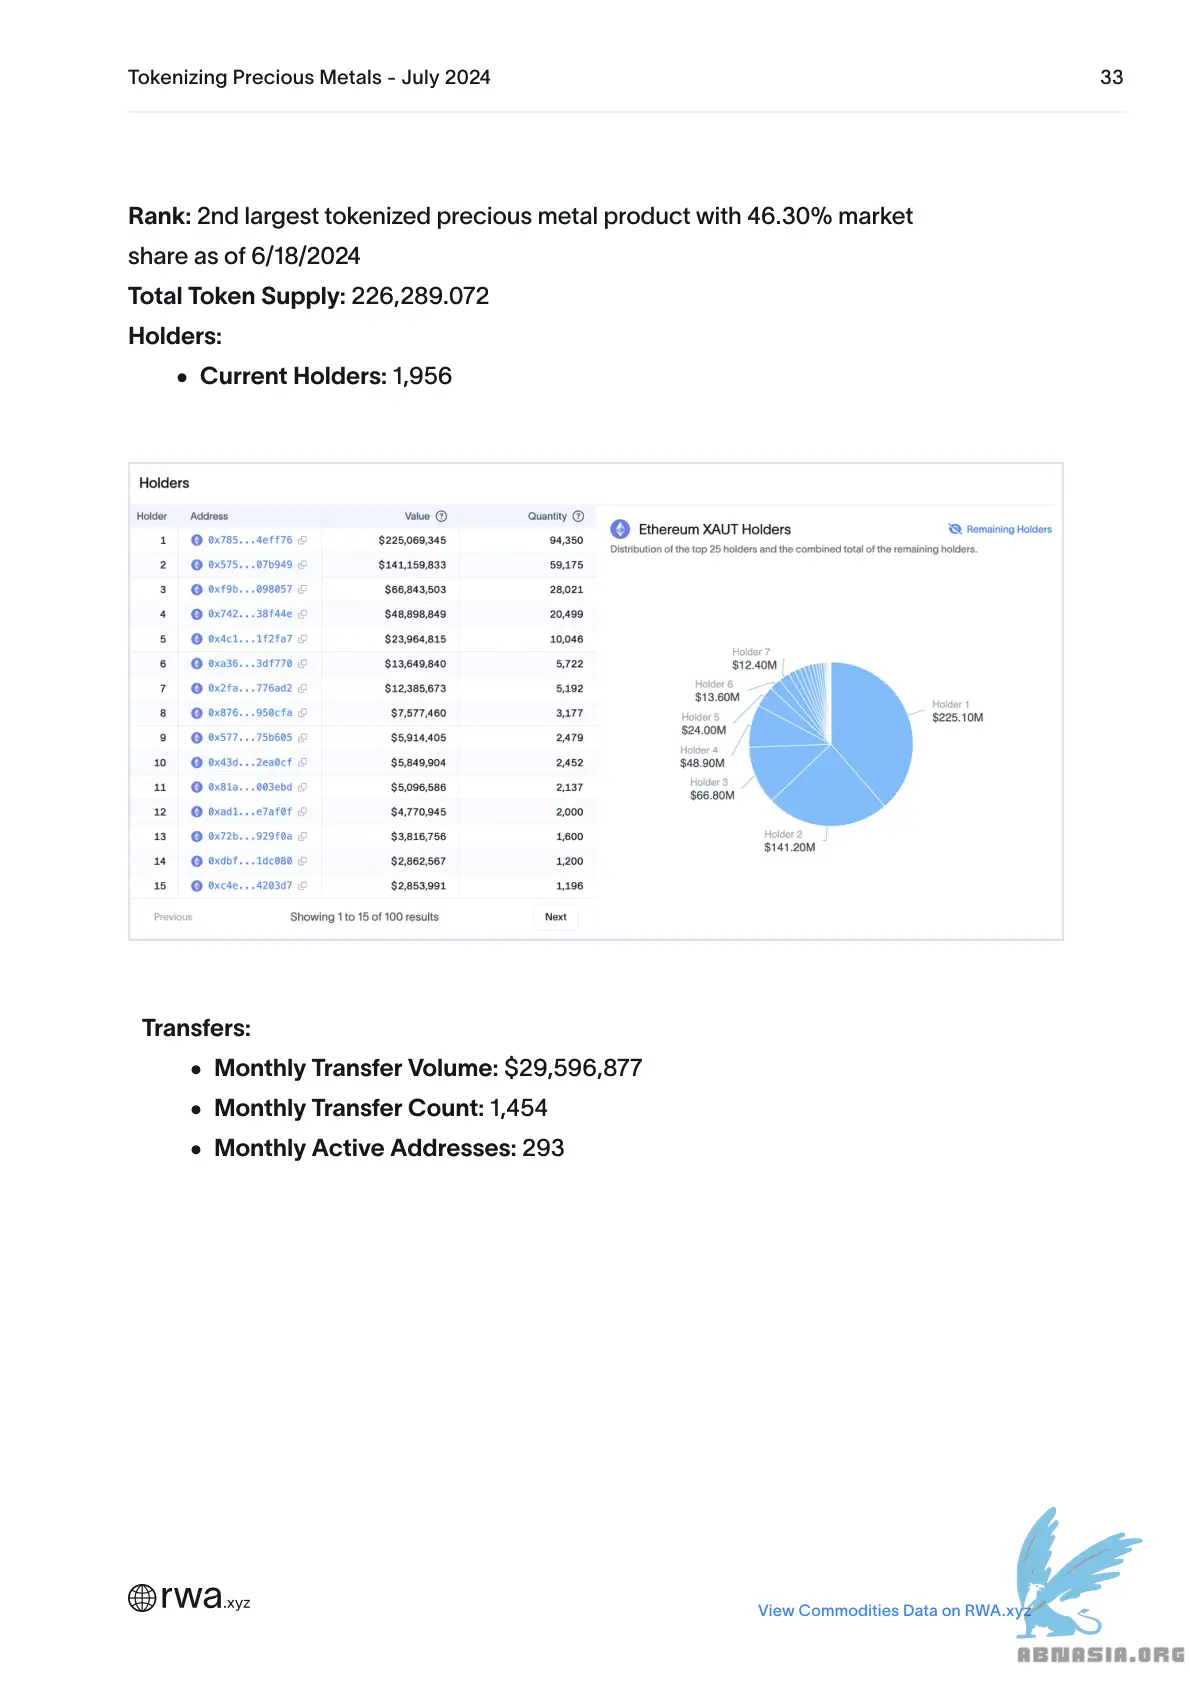 Tokenizing Precious Metals - July 2024 33
Rank: 2nd largest tokenized precious metal product with 46.30% market
share as of 6/18/2024
Total Token Supply: 226,289.072
Holders:
• Current Holders: 1,956
Holders
Holder Address Value ? Quantity ?
1 0x785...4eff76 $225,069,345 94,350
2 0x575...07b949 $141,159,833 59,175
3 0xf9b...098057 $66,843,503 28,021
4 0x742...38f44e $48,898,849 20,499
5 0x4c1...1f2fa7 $23,964,815 10,046
6 0xa36...3df770 $13,649,840 5,722
7 0x2fa...776ad2 $12,385,673 5,192
8 0x876...950cfa $7,577,460 3,177
9 0x577...75b605 $5,914,405 2,479
10 0x43d...2ea0cf $5,849,904 2,452
11 0x81a...003ebd $5,096,586 2,137
12 0xad1...e7af0f $4,770,945 2,000
13 0x72b...929f0a $3,816,756 1,600
14 0xdbf...1dc080 $2,862,567 1,200
15 0xc4e...4203d7 $2,853,991 1,196
Previous Showing 1 to 15 of 100 results Next
Ethereum XAUT Holders Remaining Holders
Distribution of the top 25 holders and the combined total of the remaining holders.
Holder 7
$12.40M
Holder 6
$13.60M
Holder 5
$24.00M
Holder 4
$48.90M
Holder 3
$66.80M
Holder 2
$141.20M
Holder 1
$225.10M
Transfers:
• Monthly Transfer Volume: $29,596,877
• Monthly Transfer Count: 1,454
• Monthly Active Addresses: 293
rwa.xyz
View Commodities Data on RWA.xyz
ABNASIA.ORG